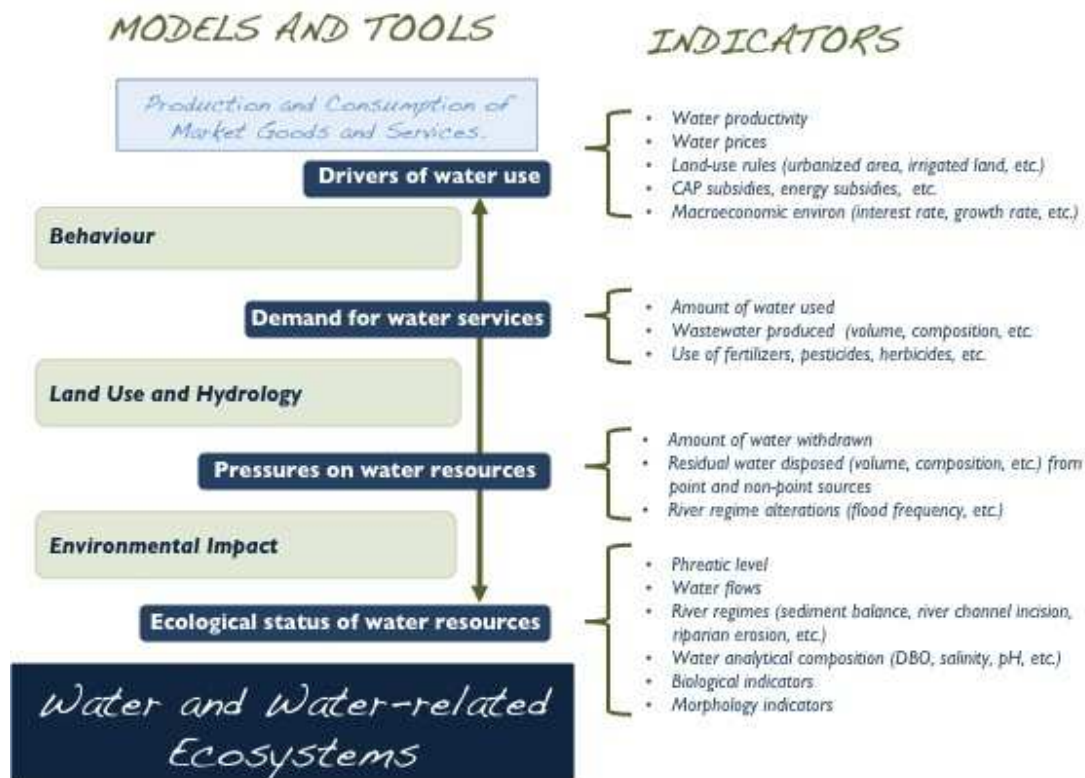 MODELS AND TOOLS
INDICATORS
Production and Consumption of
Market Goods and Services.
Drivers of water use
• Water productivity
• Water prices
• Land-use rules (urbanized area, irrigated land, etc.)
• CAP subsidies, energy subsidies, etc.
• Macroeconomic environ (interest rate, growth rate, etc.)
Behaviour
Demand for water services
• Amount of water used
• Wastewater produced (volume, composition, etc.
• Use of fertilizers, pesticides, herbicides, etc.
Land Use and Hydrology
Pressures on water resources
• Amount of water withdrawn
• Residual water disposed (volume, composition, etc.) from
point and non-point sources
• River regime alterations (flood frequency, etc.)
Environmental Impact
Ecological status of water resources
• Phreatic level
• Water flows
• River regimes (sediment balance, river channel incision,
riparian erosion, etc.)
• Water analytical composition (DBO, salinity, pH, etc.)
• Biological indicators
• Morphology indicators
Water and Water-related
Ecosystems